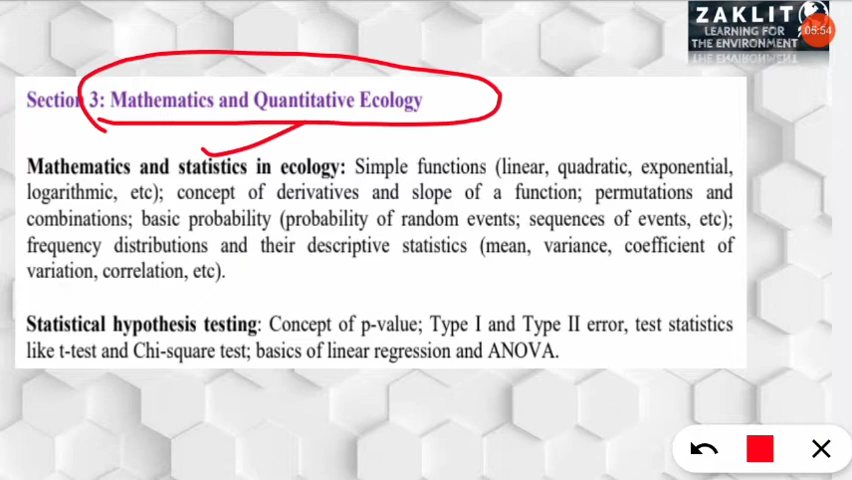 ZAKLIT
LEARNING FOR
THE ENVIRONMENT
05:54
Section 3: Mathematics and Quantitative Ecology
Mathematics and statistics in ecology: Simple functions (linear, quadratic, exponential,
logarithmic, etc); concept of derivatives and slope of a function; permutations and
combinations; basic probability (probability of random events; sequences of events, etc);
frequency distributions and their descriptive statistics (mean, variance, coefficient of
variation, correlation, etc).
Statistical hypothesis testing: Concept of p-value; Type I and Type II error, test statistics
like t-test and Chi-square test; basics of linear regression and ANOVA.